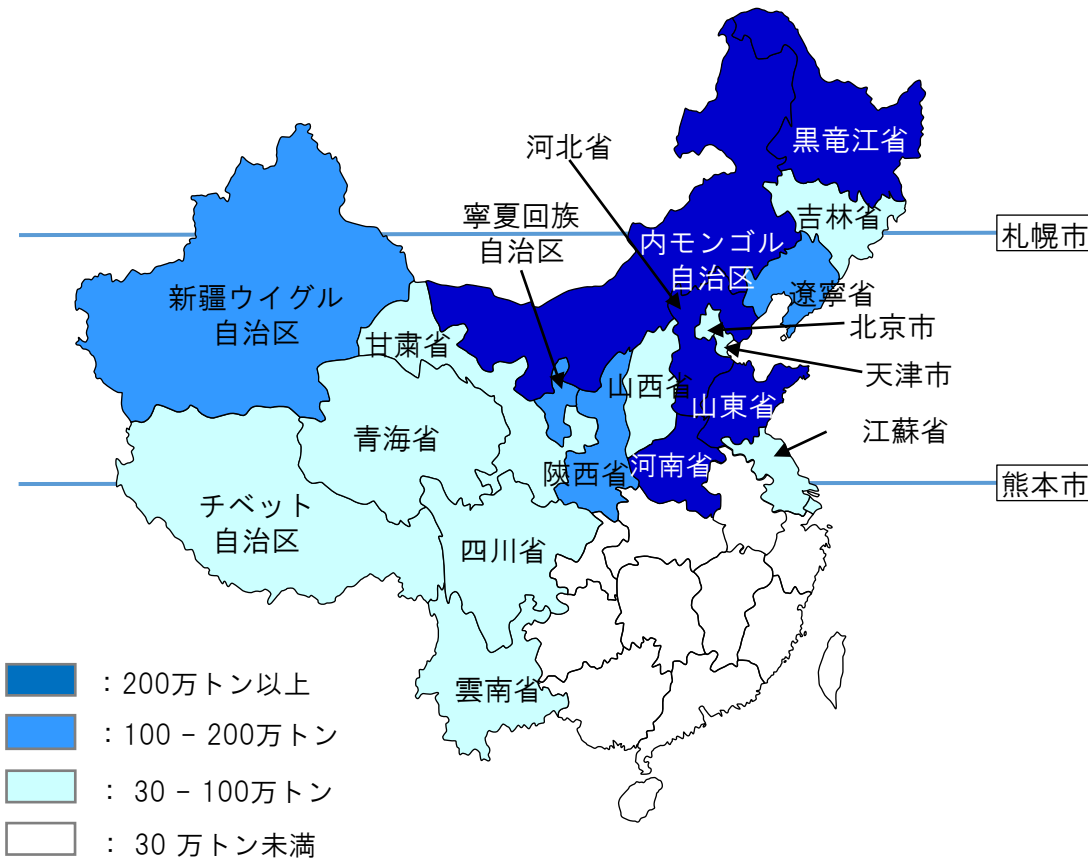 黒竜江省
河北省
吉林省
寧夏回族
自治区
札幌市
内モンゴル
自治区
新疆ウイグル
自治区
遼寧省
北京市
甘粛省
天津市
山西省
山東省
青海省
江蘇省
陝西省
河南省
熊本市
チベット
自治区
四川省
雲南省
：200万トン以上
：100 – 200万トン
： 30 – 100万トン
： 30 万トン未満